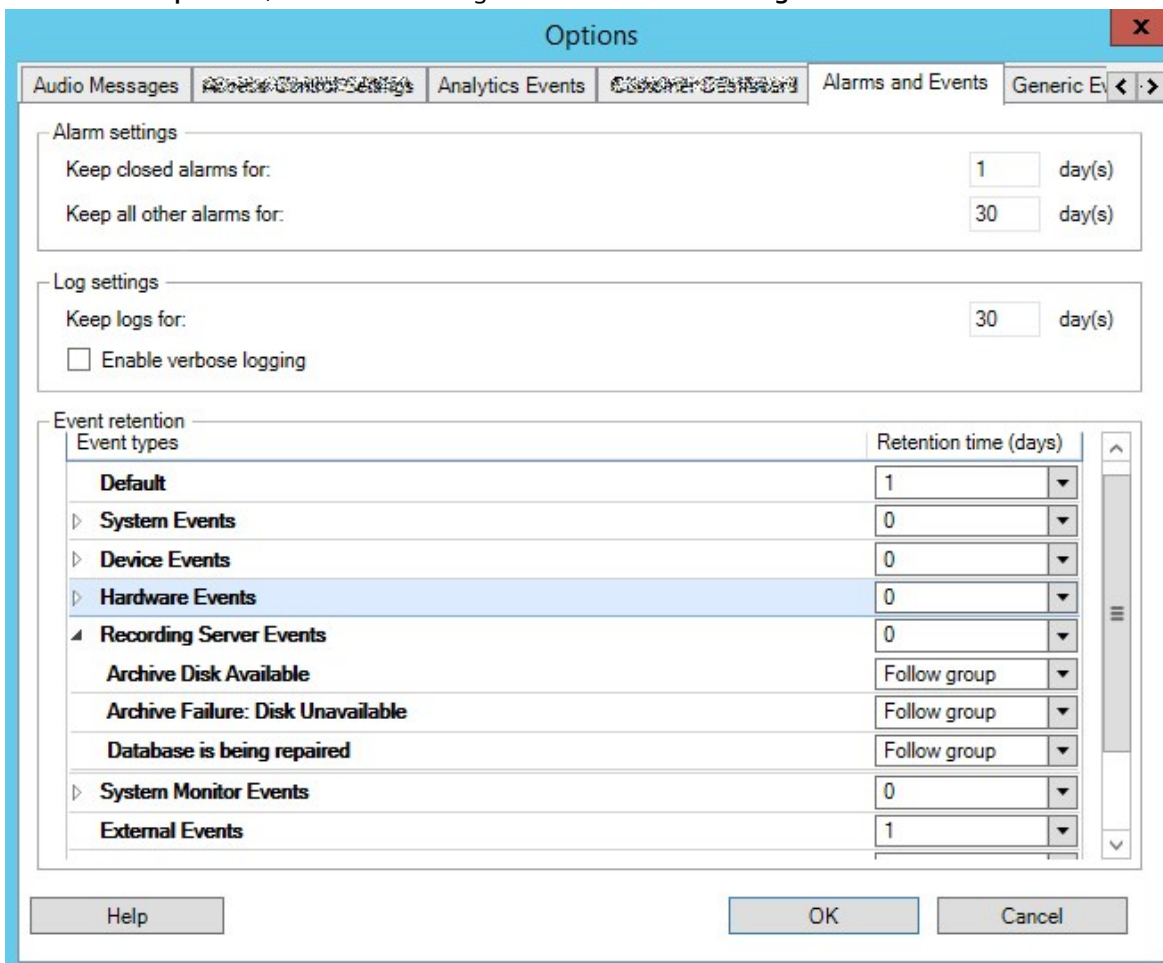 Options
x
Audio Messages Analytics Events Alarms and Events Generic Ev
Alarm settings
Keep closed alarms for: 1 day(s)
Keep all other alarms for: 30 day(s)
Log settings
Keep logs for: 30 day(s)
Enable verbose logging
Event retention
Event types Retention time (days)
Default 1
System Events 0
Device Events 0
Hardware Events 0
Recording Server Events 0
Archive Disk Available Follow group
Archive Failure: Disk Unavailable Follow group
Database is being repaired Follow group
System Monitor Events 0
External Events 1
Help OK Cancel